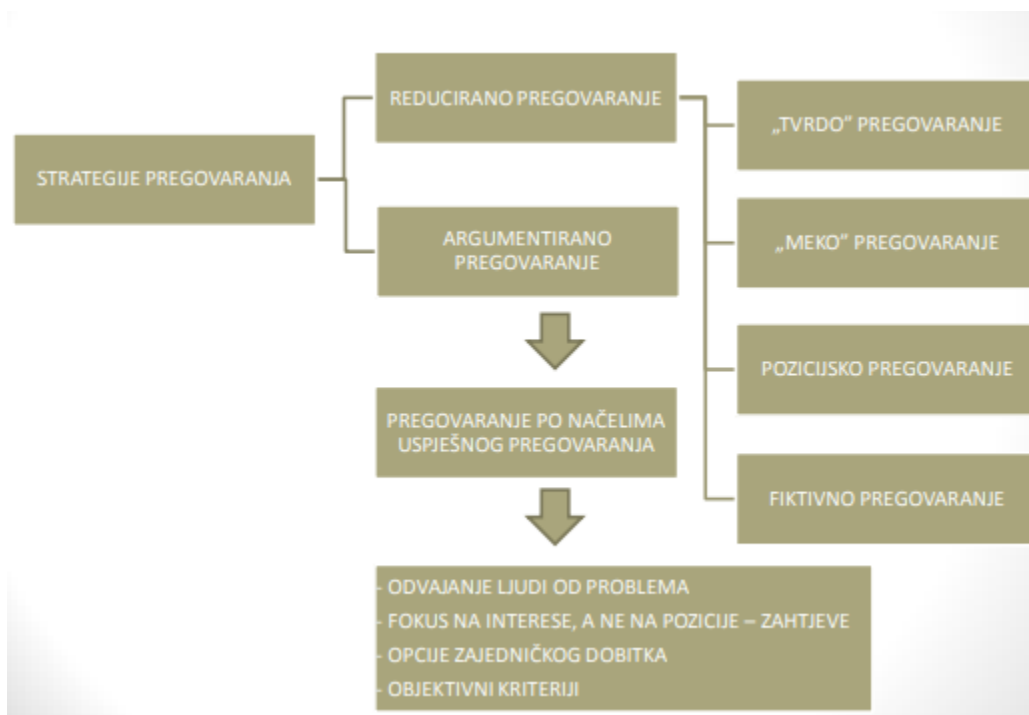 STRATEGIJE PREGOVARANJA
REDUCIRANO PREGOVARANJE
„TVRDO” PREGOVARANJE
„MEKO” PREGOVARANJE
POZICIJSKO PREGOVARANJE
FIKTIVNO PREGOVARANJE
ARGUMENTIRANO
PREGOVARANJE
PREGOVARANJE PO NAČELIMA
USPJEŠNOG PREGOVARANJA
- ODVAJANJE LJUDI OD PROBLEMA
- FOKUS NA INTERESE, A NE NA POZICIJE – ZAHTJEVE
- OPCIJE ZAJEDNIČKOG DOBITKA
- OBJEKTIVNI KRITERIJI